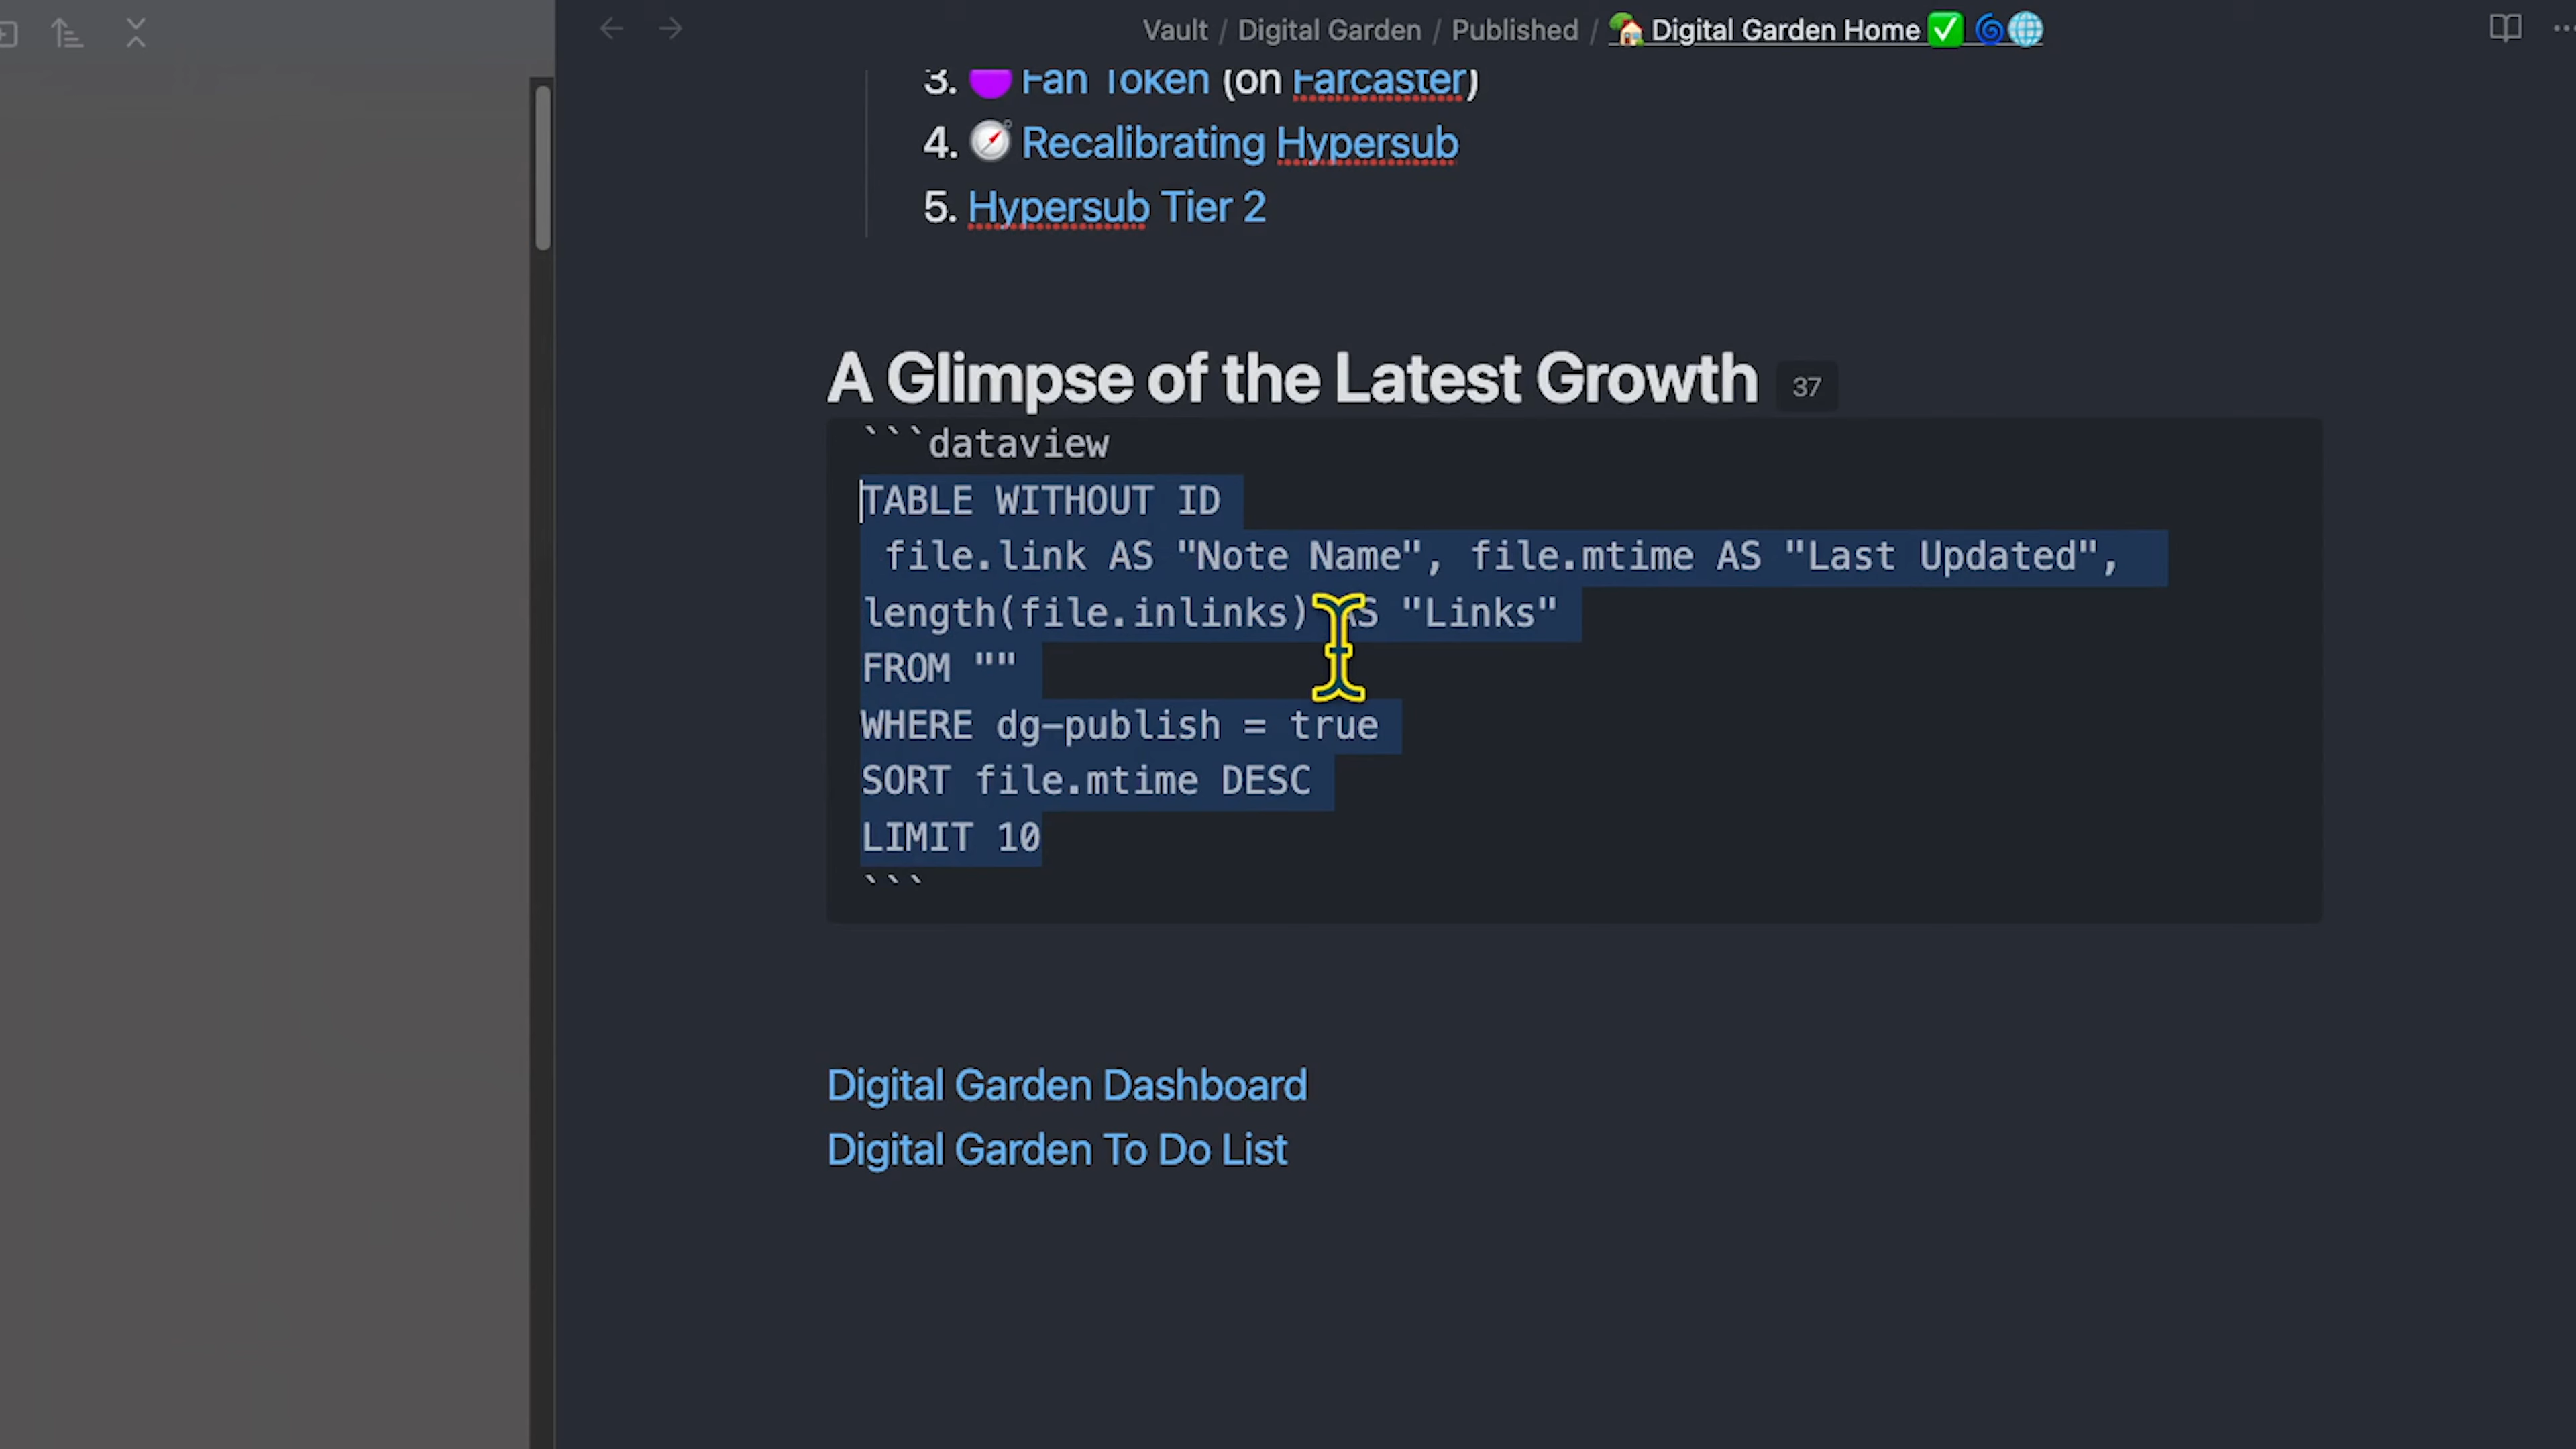 Vault / Digital Garden / Published / 🏡 Digital Garden Home ✅ 🌀🌐
3. 🟣 Fan Token (on Farcaster)
4. 🧭 Recalibrating Hypersub
5. Hypersub Tier 2
A Glimpse of the Latest Growth 37
```dataview
TABLE WITHOUT ID
 file.link AS "Note Name", file.mtime AS "Last Updated",
length(file.inlinks) AS "Links"
FROM ""
WHERE dg-publish = true
SORT file.mtime DESC
LIMIT 10
```
Digital Garden Dashboard
Digital Garden To Do List